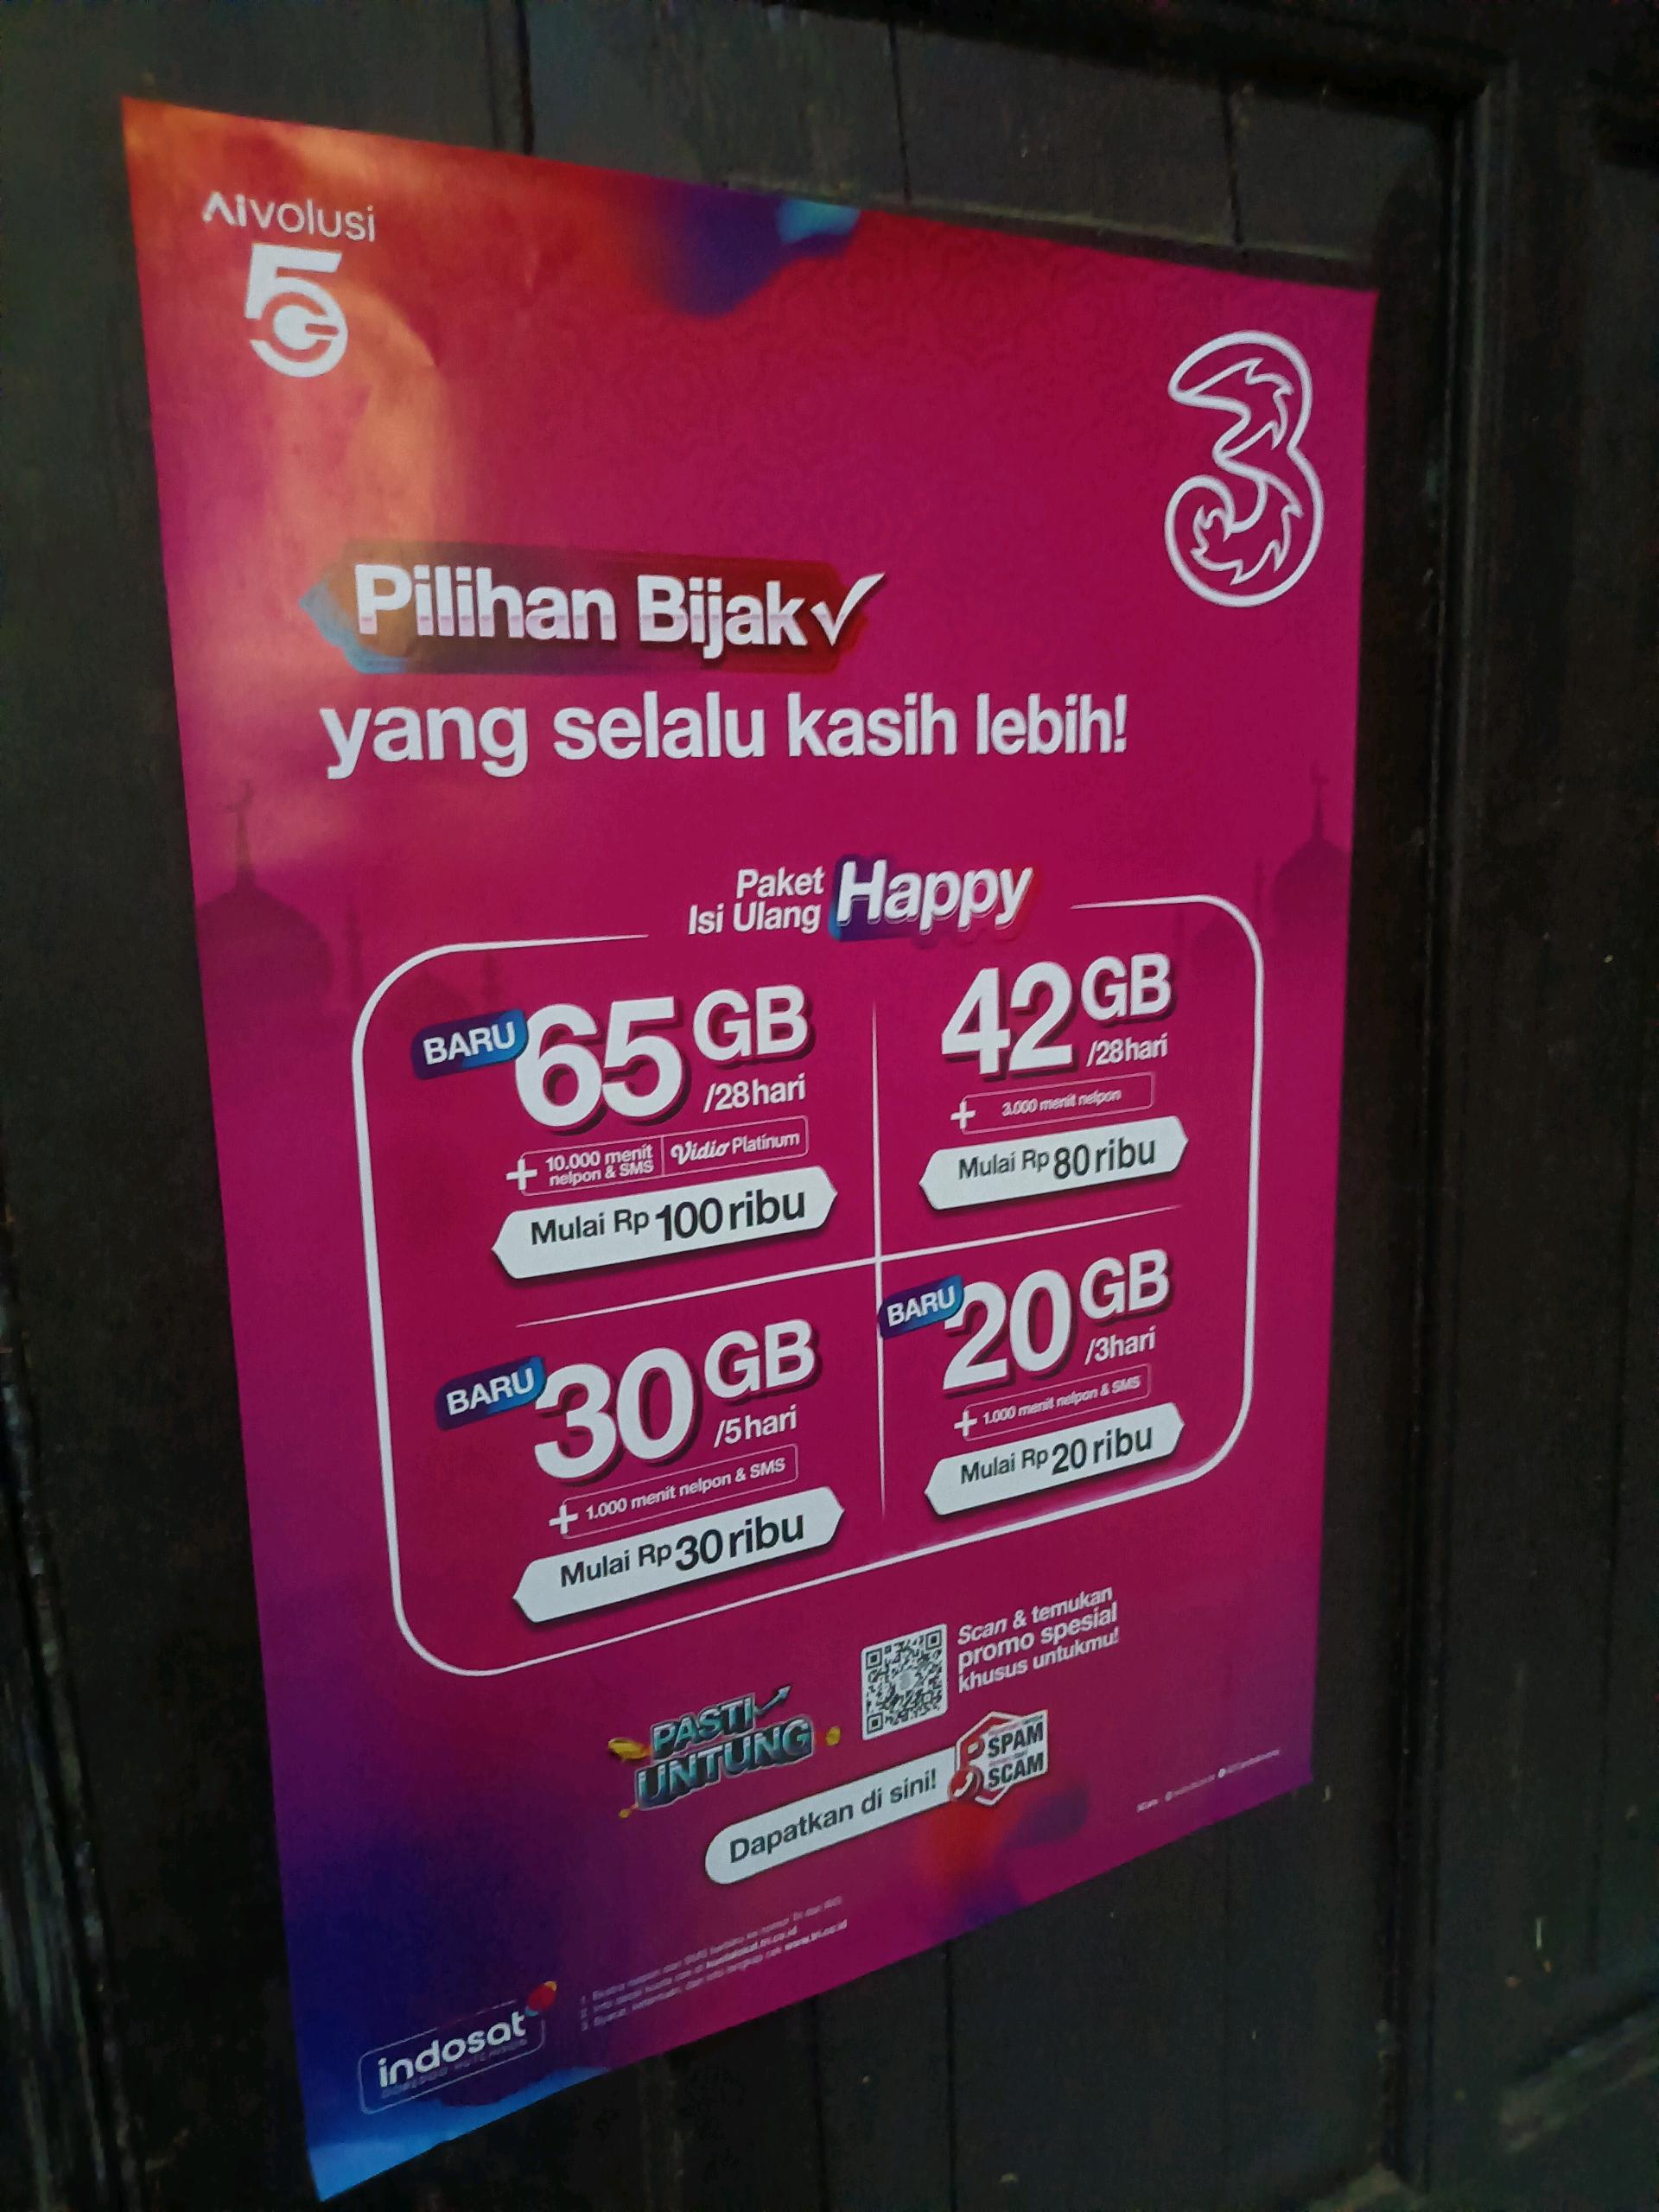 AIVOLUSI
5G
3
Pilihan Bijak✓
yang selalu kasih lebih!
Paket
Isi Ulang
Happy
BARU
65 GB
/28hari
+ 10.000 menit
nelpon & SMS
Vidio Platinum
Mulai Rp 100 ribu
42 GB
/28hari
+ 3.000 menit nelpon
Mulai Rp 80 ribu
BARU
30 GB
/5hari
+ 1.000 menit nelpon & SMS
Mulai Rp 30 ribu
BARU
20 GB
/3hari
+ 1.000 menit nelpon & SMS
Mulai Rp 20 ribu
Scan & temukan
promo spesial
khusus untukmu!
PASTI
UNTUNG
Dapatkan di sini!
SPAM
SCAM
indosat
OOREDOO HUTCHISON